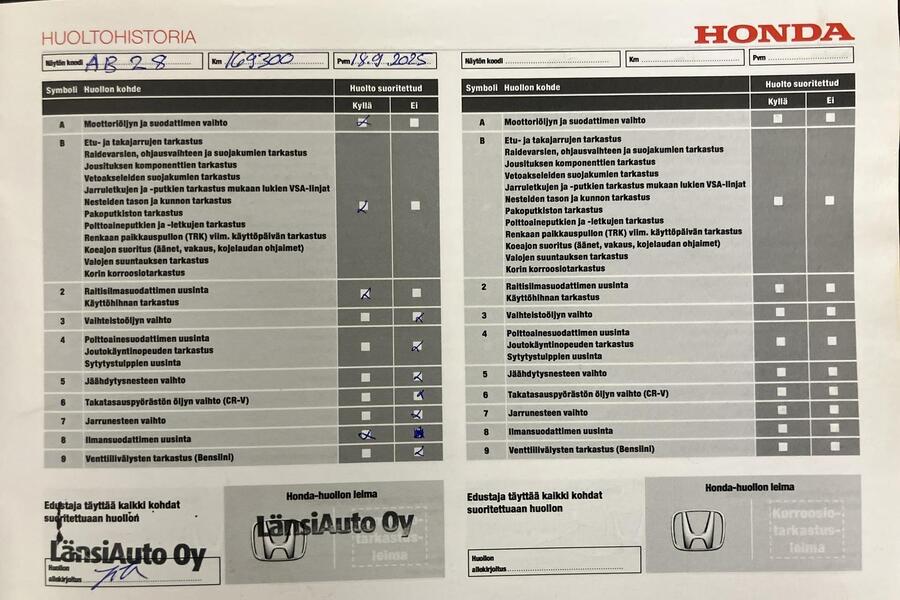 HUOLTOHISTORIA
HONDA
Näytön koodi AB 28 Km 169300 Pvm 18.9.2025
Symboli Huollon kohde Huolto suoritettud
Kyllä Ei
A Moottoriöljyn ja suodattimen vaihto
B Etu- ja takajarrujen tarkastus
Raidevarsien, ohjausvaihteen ja suojakumien tarkastus
Jousituksen komponenttien tarkastus
Vetoakseleiden suojakumien tarkastus
Jarruletkujen ja -putkien tarkastus mukaan lukien VSA-linjat
Nesteiden tason ja kunnon tarkastus
Pakoputkiston tarkastus
Polttoaineputkien ja -letkujen tarkastus
Renkaan paikkauspullon (TRK) viim. käyttöpäivän tarkastus
Koeajon suoritus (äänet, vakaus, kojelaudan ohjaimet)
Valojen suuntauksen tarkastus
Korin korroosiotarkastus
2 Raitisilmasuodattimen uusinta
Käyttöhihnan tarkastus
3 Vaihteistoöljyn vaihto
4 Polttoainesuodattimen uusinta
Joutokäyntinopeuden tarkastus
Sytytystulppien uusinta
5 Jäähdytysnesteen vaihto
6 Takatasauspyörästön öljyn vaihto (CR-V)
7 Jarrunesteen vaihto
8 Ilmansuodattimen uusinta
9 Venttiilivälysten tarkastus (Bensiini)
Edustaja täyttää kaikki kohdat
suoritettuaan huollon
Honda-huollon leima
LänsiAuto Oy
tarkastus-
leima
LänsiAuto Oy
Huollon
allekirjoitus
Näytön koodi Km Pvm
Symboli Huollon kohde Huolto suoritettud
Kyllä Ei
A Moottoriöljyn ja suodattimen vaihto
B Etu- ja takajarrujen tarkastus
Raidevarsien, ohjausvaihteen ja suojakumien tarkastus
Jousituksen komponenttien tarkastus
Vetoakseleiden suojakumien tarkastus
Jarruletkujen ja -putkien tarkastus mukaan lukien VSA-linjat
Nesteiden tason ja kunnon tarkastus
Pakoputkiston tarkastus
Polttoaineputkien ja -letkujen tarkastus
Renkaan paikkauspullon (TRK) viim. käyttöpäivän tarkastus
Koeajon suoritus (äänet, vakaus, kojelaudan ohjaimet)
Valojen suuntauksen tarkastus
Korin korroosiotarkastus
2 Raitisilmasuodattimen uusinta
Käyttöhihnan tarkastus
3 Vaihteistoöljyn vaihto
4 Polttoainesuodattimen uusinta
Joutokäyntinopeuden tarkastus
Sytytystulppien uusinta
5 Jäähdytysnesteen vaihto
6 Takatasauspyörästön öljyn vaihto (CR-V)
7 Jarrunesteen vaihto
8 Ilmansuodattimen uusinta
9 Venttiilivälysten tarkastus (Bensiini)
Edustaja täyttää kaikki kohdat
suoritettuaan huollon
Honda-huollon leima
Korroosio-
tarkastus-
leima
Huollon
allekirjoitus